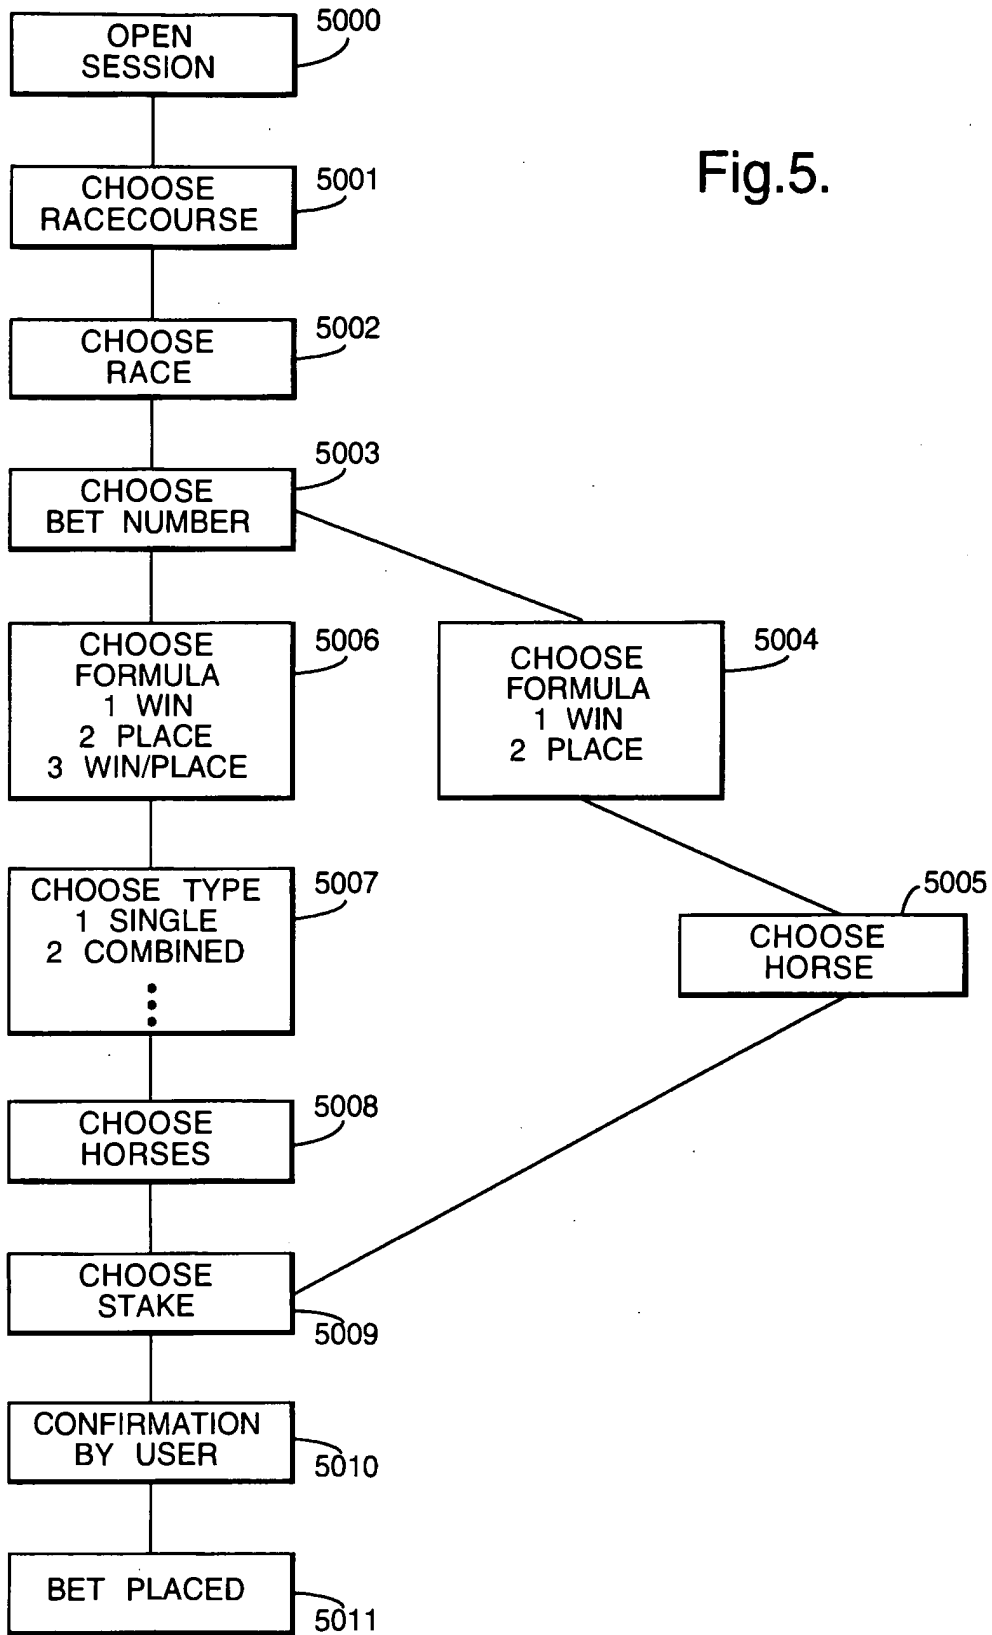 OPEN
SESSION
5000
CHOOSE
RACECOURSE
5001
Fig.5.
CHOOSE
RACE
5002
CHOOSE
BET NUMBER
5003
CHOOSE
FORMULA
1 WIN
2 PLACE
3 WIN/PLACE
5006
CHOOSE
FORMULA
1 WIN
2 PLACE
5004
CHOOSE TYPE
1 SINGLE
2 COMBINED
5007
5005
CHOOSE
HORSE
CHOOSE
HORSES
5008
CHOOSE
STAKE
5009
CONFIRMATION
BY USER
5010
BET PLACED
5011